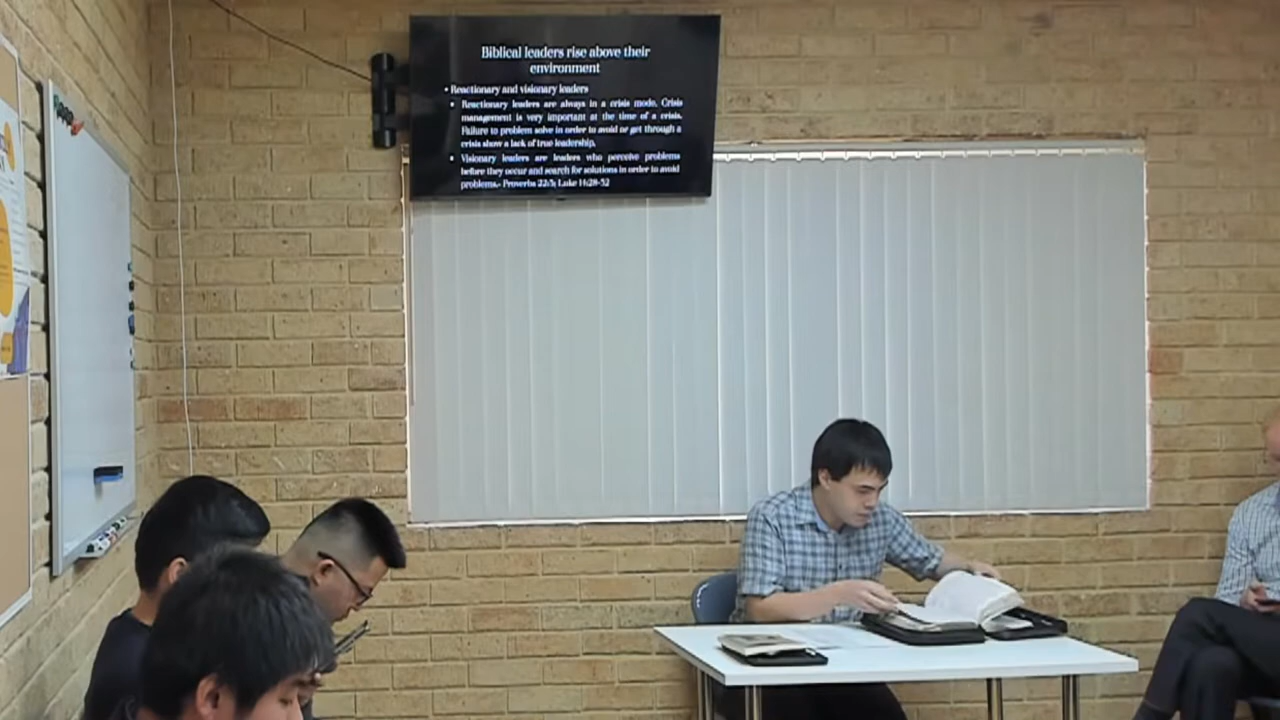 Biblical leaders rise above their
environment
• Reactionary and visionary leaders
• Reactionary leaders are always in a crisis mode. Crisis
management is very important at the time of a crisis.
Failure to problem solve in order to avoid or get through a
crisis show a lack of true leadership.
• Visionary leaders are leaders who perceive problems
before they occur and search for solutions in order to avoid
problems.- Proverbs 22:3; Luke 14:28-32